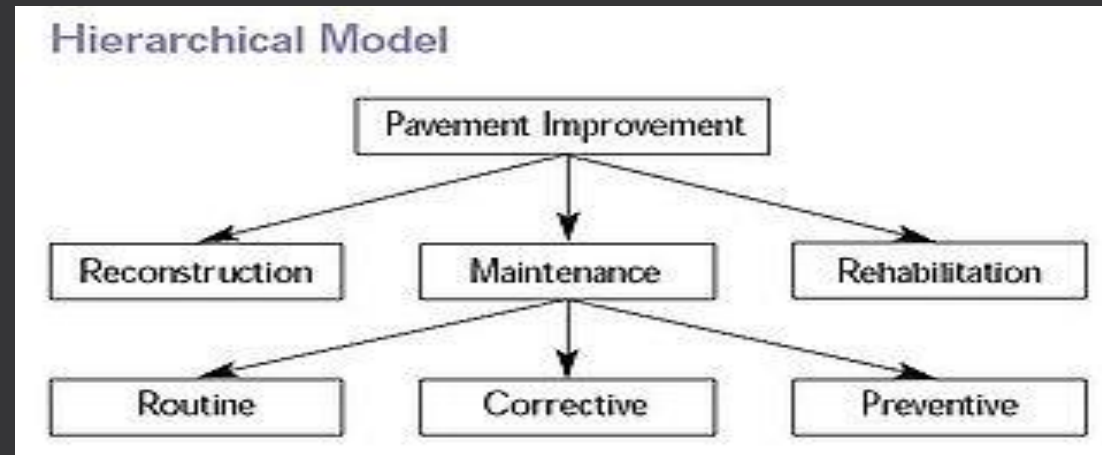 Hierarchical Model
Pavement Improvement
Reconstruction
Maintenance
Rehabilitation
Routine
Corrective
Preventive